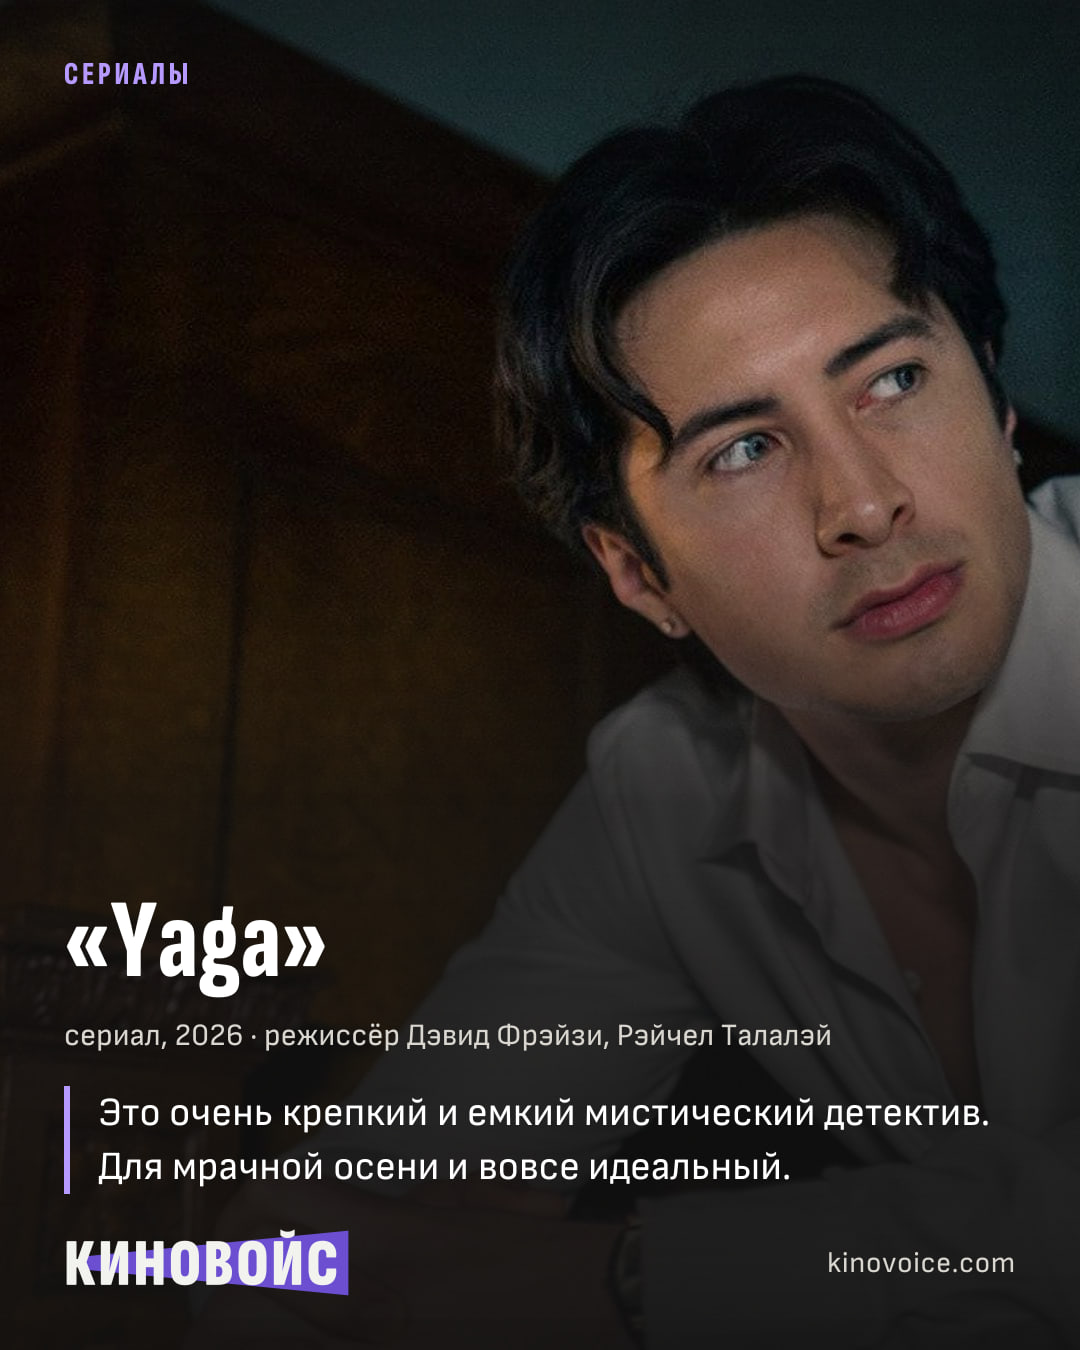 СЕРИАЛЫ
«Yaga»
сериал, 2026 · режиссёр Дэвид Фрэйзи, Рэйчел Талалэй
Это очень крепкий и емкий мистический детектив.
Для мрачной осени и вовсе идеальный.
КИНОВОЙС
kinovoice.com